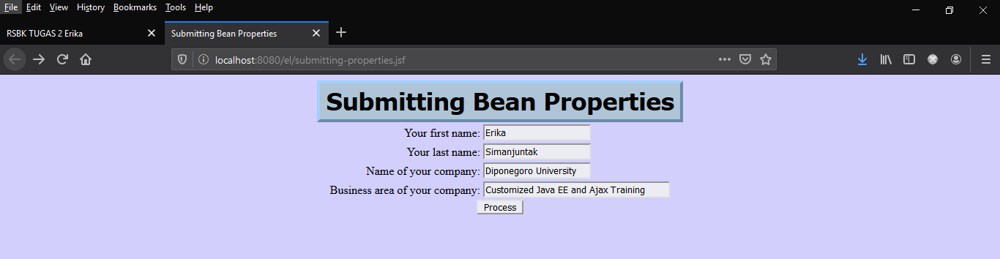 File Edit View History Bookmarks Tools Help
RSBK TUGAS 2 Erika
Submitting Bean Properties
localhost:8080/el/submitting-properties.jsf
Submitting Bean Properties
Your first name: Erika
Your last name: Simanjuntak
Name of your company: Diponegoro University
Business area of your company: Customized Java EE and Ajax Training
Process